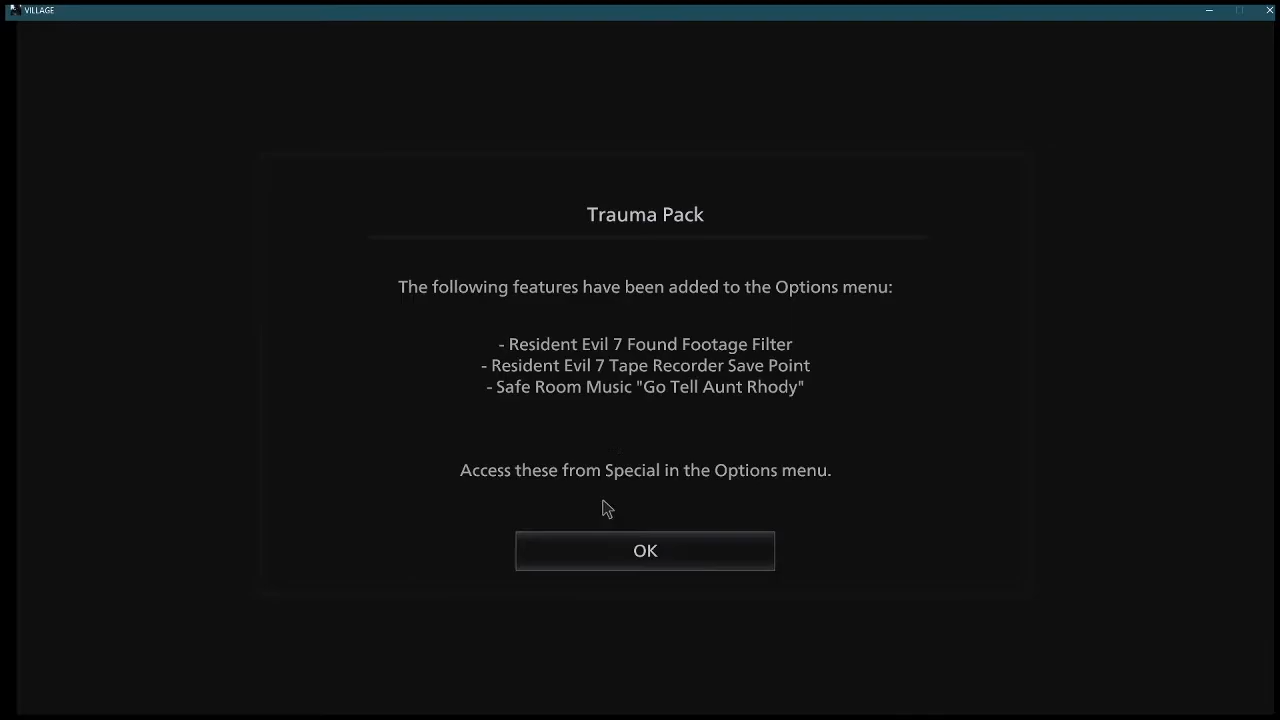 VILLAGE
Trauma Pack
The following features have been added to the Options menu:
- Resident Evil 7 Found Footage Filter
- Resident Evil 7 Tape Recorder Save Point
- Safe Room Music "Go Tell Aunt Rhody"
Access these from Special in the Options menu.
OK